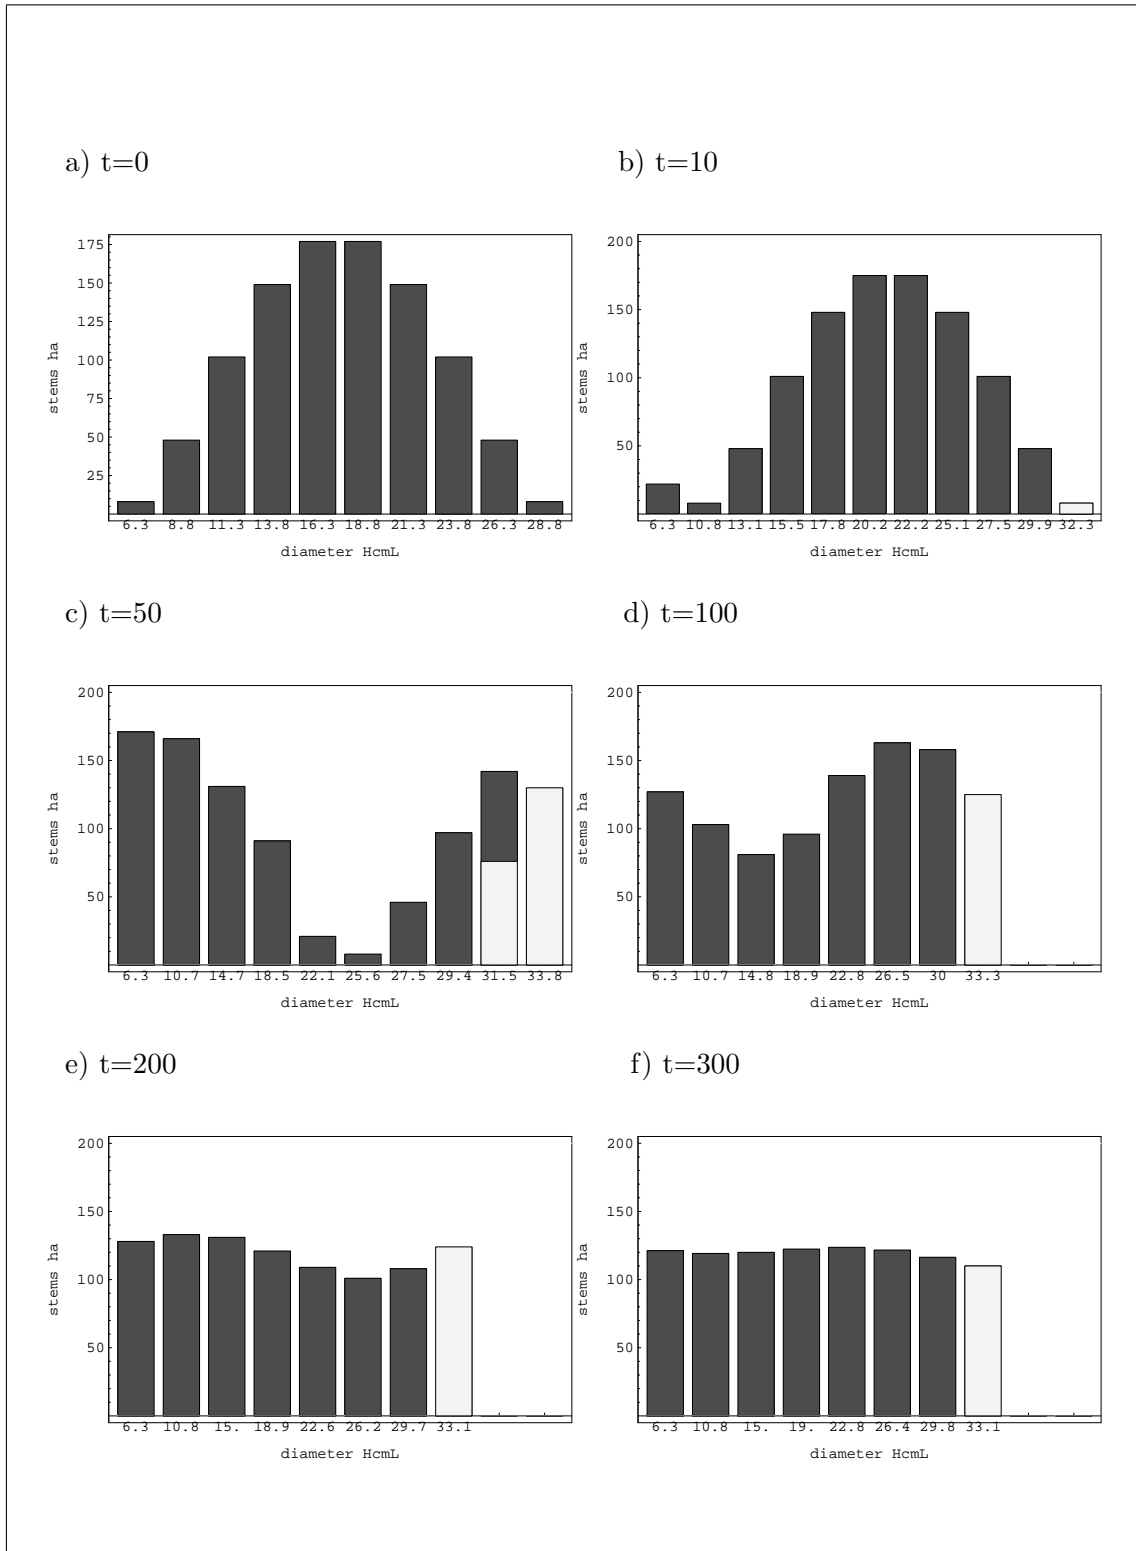 a) t=0
b) t=10
175
150
125
100
75
50
25
stems ha
6.3 8.8 11.3 13.8 16.3 18.8 21.3 23.8 26.3 28.8
diameter HcmL
200
150
100
50
stems ha
6.3 10.8 13.1 15.5 17.8 20.2 22.2 25.1 27.5 29.9 32.3
diameter HcmL
c) t=50
d) t=100
200
150
100
50
stems ha
6.3 10.7 14.7 18.5 22.1 25.6 27.5 29.4 31.5 33.8
diameter HcmL
200
150
100
50
stems ha
6.3 10.7 14.8 18.9 22.8 26.5 30 33.3
diameter HcmL
e) t=200
f) t=300
200
150
100
50
stems ha
6.3 10.8 15. 18.9 22.6 26.2 29.7 33.1
diameter HcmL
200
150
100
50
stems ha
6.3 10.8 15. 19. 22.8 26.4 29.8 33.1
diameter HcmL